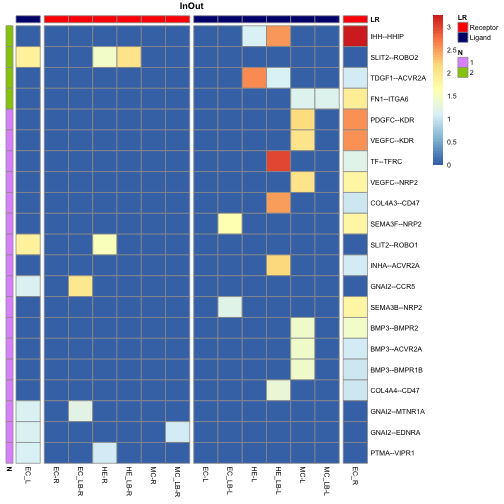 InOut
LR
IHH--HHIP
SLIT2--ROBO2
TDGF1--ACVR2A
FN1--ITGA6
PDGFC--KDR
VEGFC--KDR
TF--TFRC
VEGFC--NRP2
COL4A3--CD47
SEMA3F--NRP2
SLIT2--ROBO1
INHA--ACVR2A
GNAI2--CCR5
SEMA3B--NRP2
BMP3--BMPR2
BMP3--ACVR2A
BMP3--BMPR1B
COL4A4--CD47
GNAI2--MTNR1A
GNAI2--EDNRA
PTMA--VIPR1
N
EC_L
EC-R
EC_LB-R
HE-R
HE_LB-R
MC-R
MC_LB-R
EC-L
EC_LB-L
HE-L
HE_LB-L
MC-L
MC_LB-L
EC_R
3
2.5
2
1.5
1
0.5
0
LR
Receptor
Ligand
N
1
2